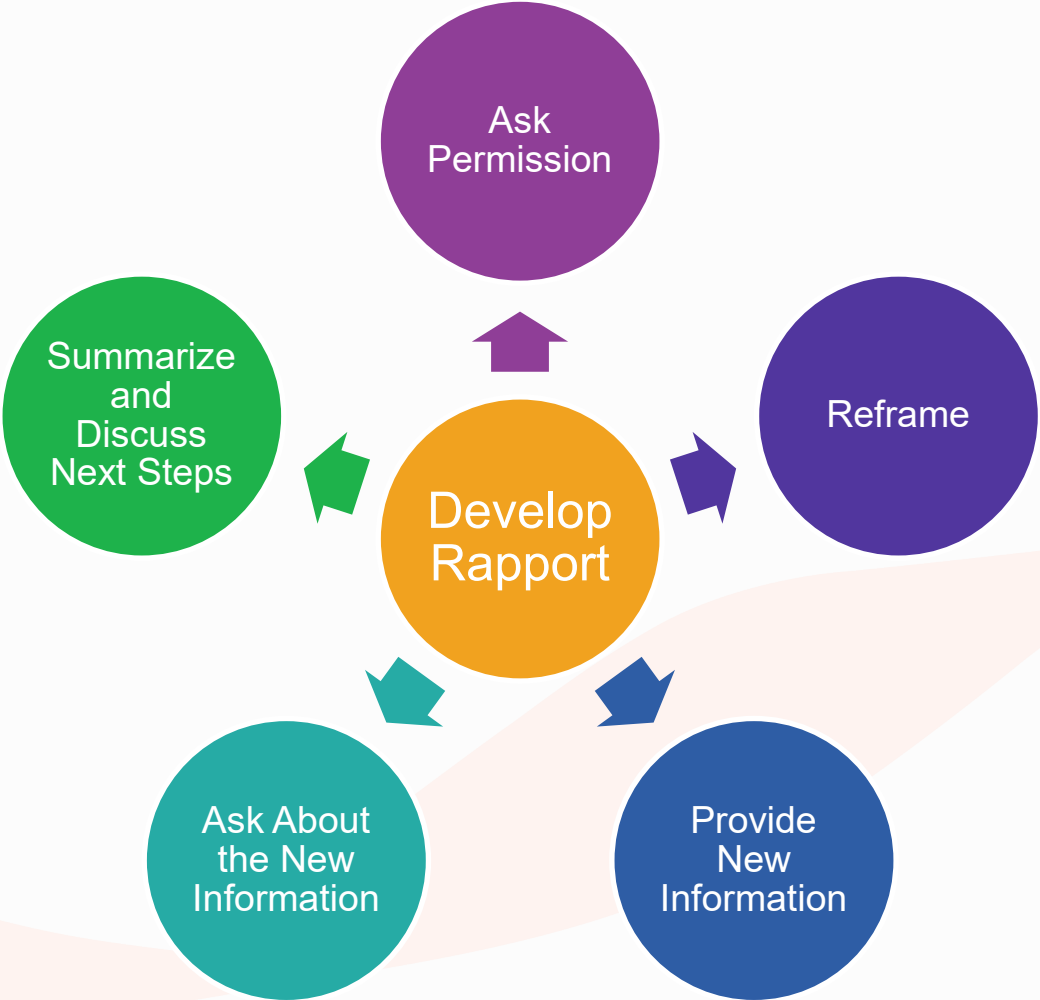 Ask
Permission
Reframe
Provide
New
Information
Ask About
the New
Information
Summarize
and
Discuss
Next Steps
Develop
Rapport